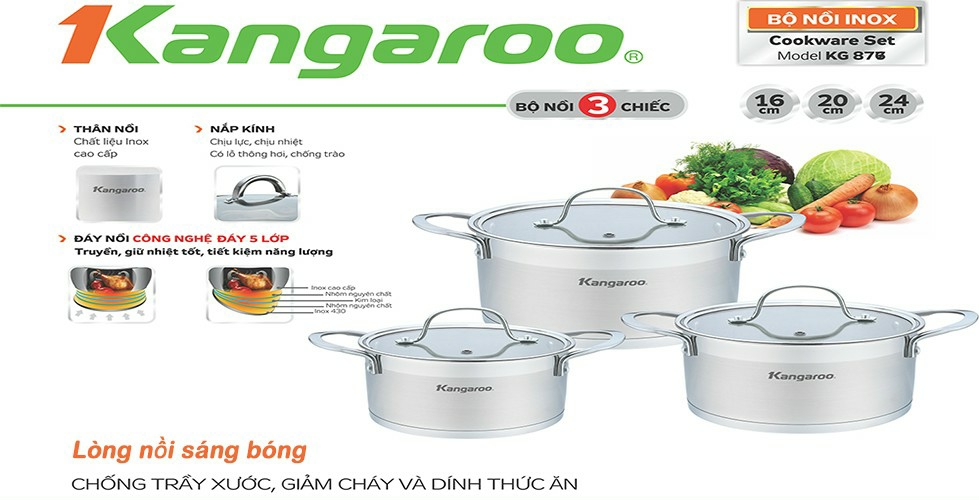 Kangaroo®
BỘ NỒI INOX
Cookware Set
Model KG 876
BỘ NỒI 3 CHIẾC
16 cm
20 cm
24 cm
THÂN NỒI
Chất liệu Inox
cao cấp
NẮP KÍNH
Chịu lực, chịu nhiệt
Có lỗ thông hơi, chống trào
Kangaroo
ĐÁY NỒI CÔNG NGHỆ ĐÁY 5 LỚP
Truyền, giữ nhiệt tốt, tiết kiệm năng lượng
Inox cao cấp
Nhôm nguyên chất
Kim loại
Nhôm nguyên chất
Inox 430
Kangaroo
Kangaroo
Kangaroo
Lòng nồi sáng bóng
CHỐNG TRẦY XƯỚC, GIẢM CHÁY VÀ DÍNH THỨC ĂN